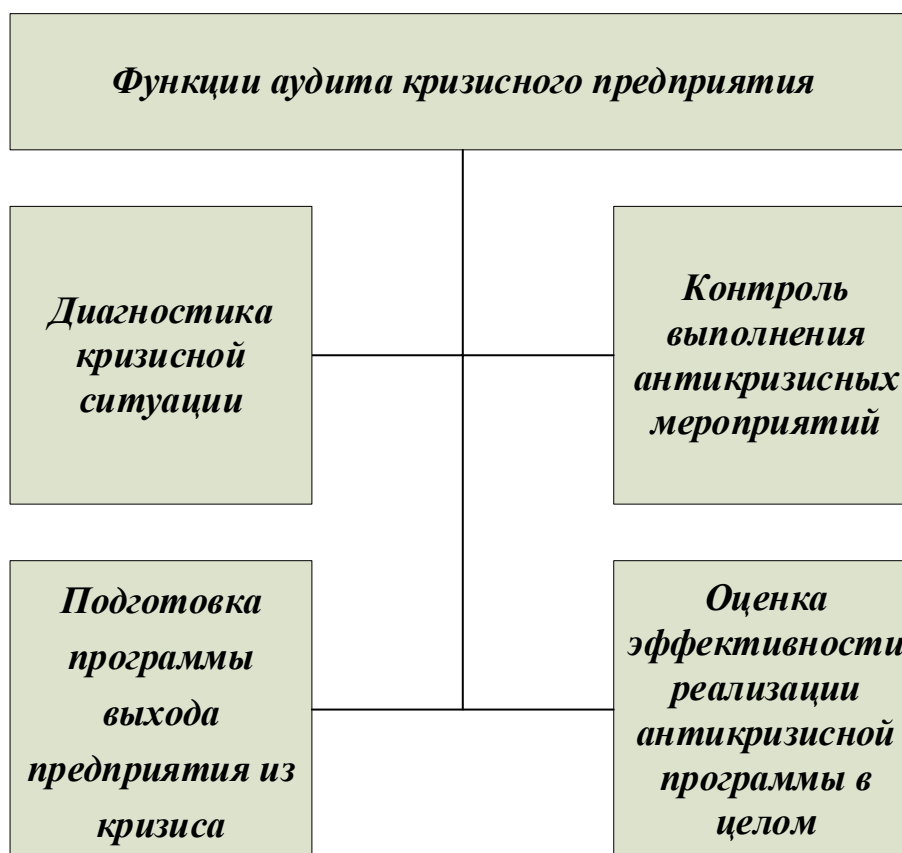 Функции аудита кризисного предприятия
Диагностика
кризисной
ситуации
Контроль
выполнения
антикризисных
мероприятий
Подготовка
программы
выхода
предприятия из
кризиса
Оценка
эффективности
реализации
антикризисной
программы в
целом